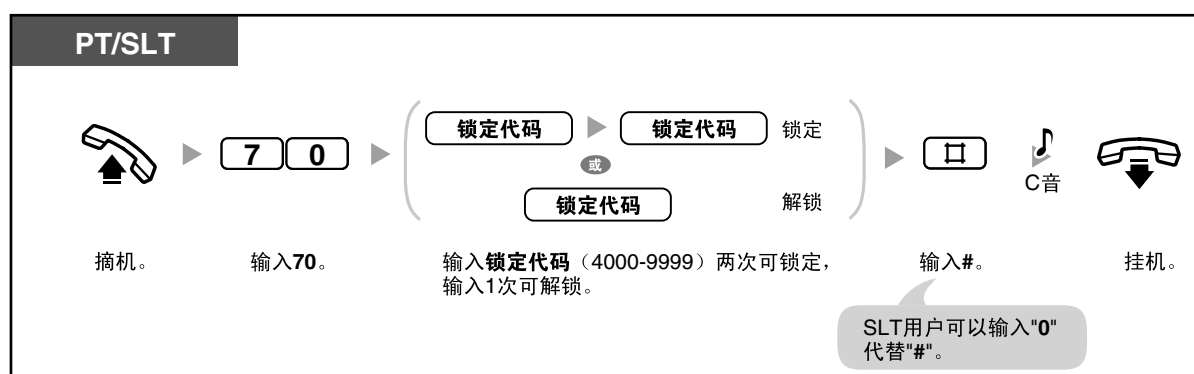 PT/SLT
锁定代码 锁定代码 锁定
7 0
或
#
锁定代码 解锁
C音
摘机。 输入70。 输入锁定代码（4000-9999）两次可锁定， 输入#。 挂机。
输入1次可解锁。
SLT用户可以输入"0"
代替"#"。